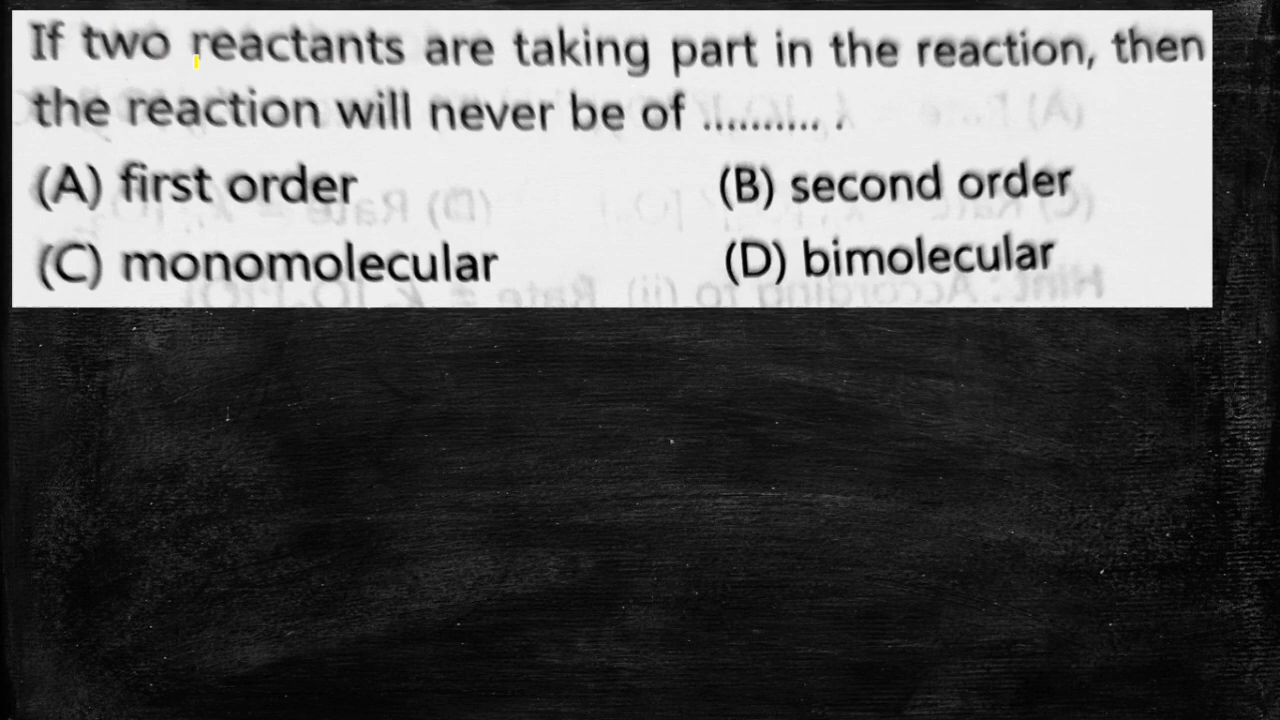 If two reactants are taking part in the reaction, then
the reaction will never be of .......... .
(A) first order (B) second order
(C) monomolecular (D) bimolecular